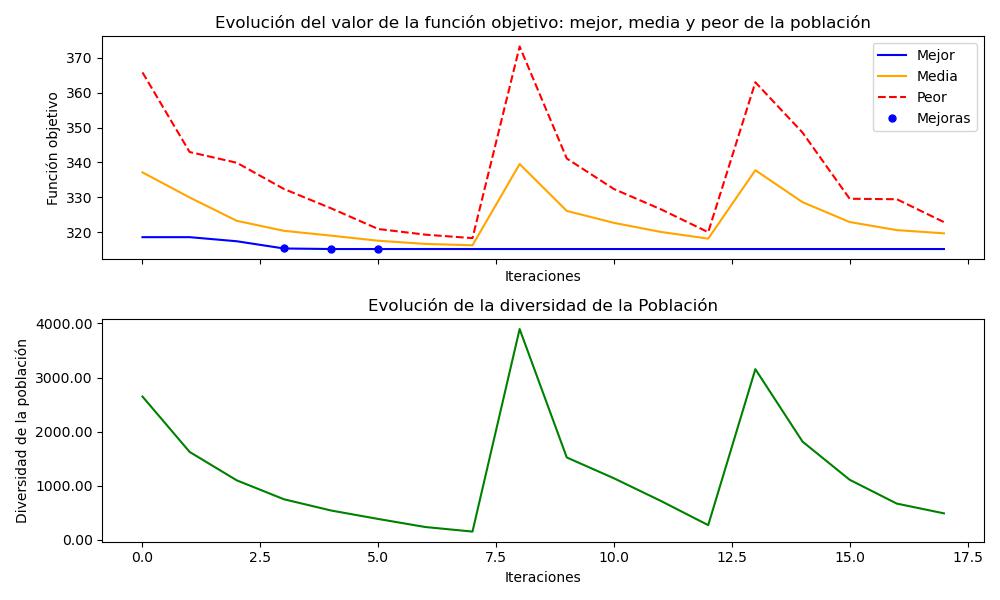 Evolución del valor de la función objetivo: mejor, media y peor de la población
Función objetivo
370
360
350
340
330
320
Mejor
Media
Peor
Mejoras
Iteraciones
Evolución de la diversidad de la Población
Diversidad de la población
4000.00
3000.00
2000.00
1000.00
0.00
0.0 2.5 5.0 7.5 10.0 12.5 15.0 17.5
Iteraciones